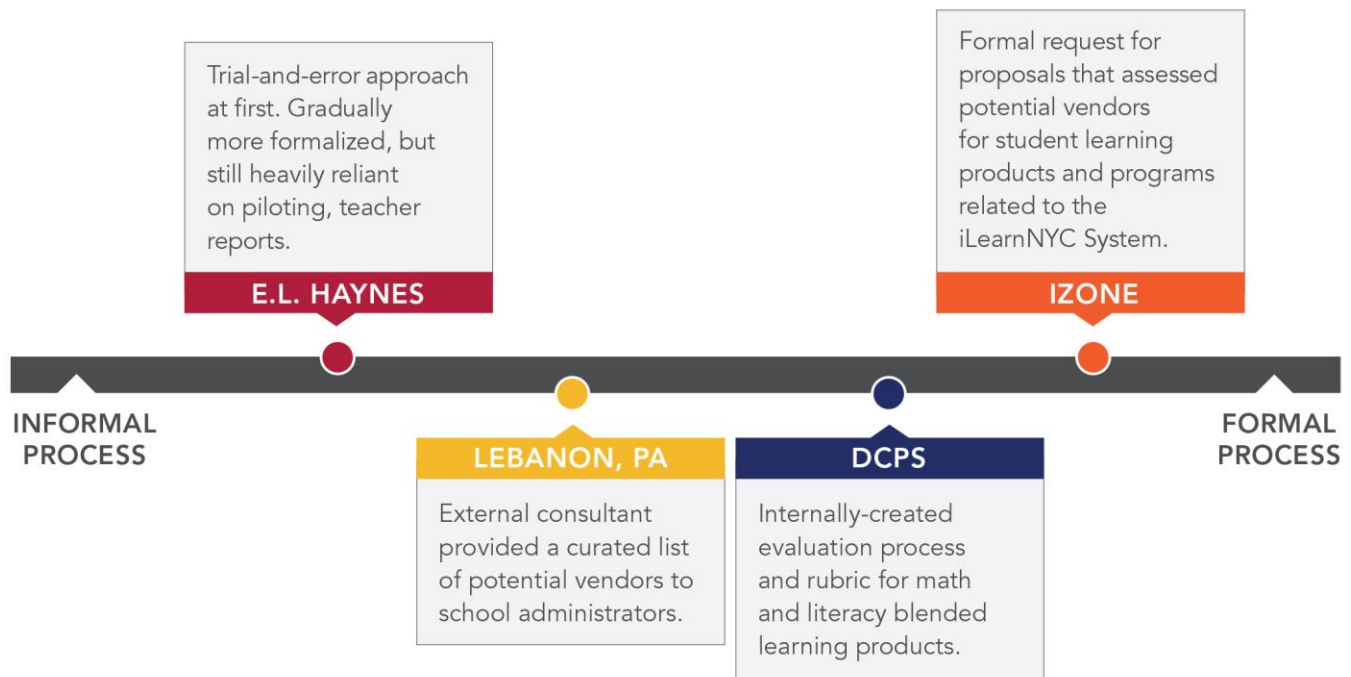 Trial-and-error approach
at first. Gradually
more formalized, but
still heavily reliant
on piloting, teacher
reports.
E.L. HAYNES
Formal request for
proposals that assessed
potential vendors
for student learning
products and programs
related to the
iLearnNYC System.
IZONE
INFORMAL
PROCESS
FORMAL
PROCESS
LEBANON, PA
External consultant
provided a curated list
of potential vendors to
school administrators.
DCPS
Internally-created
evaluation process
and rubric for math
and literacy blended
learning products.